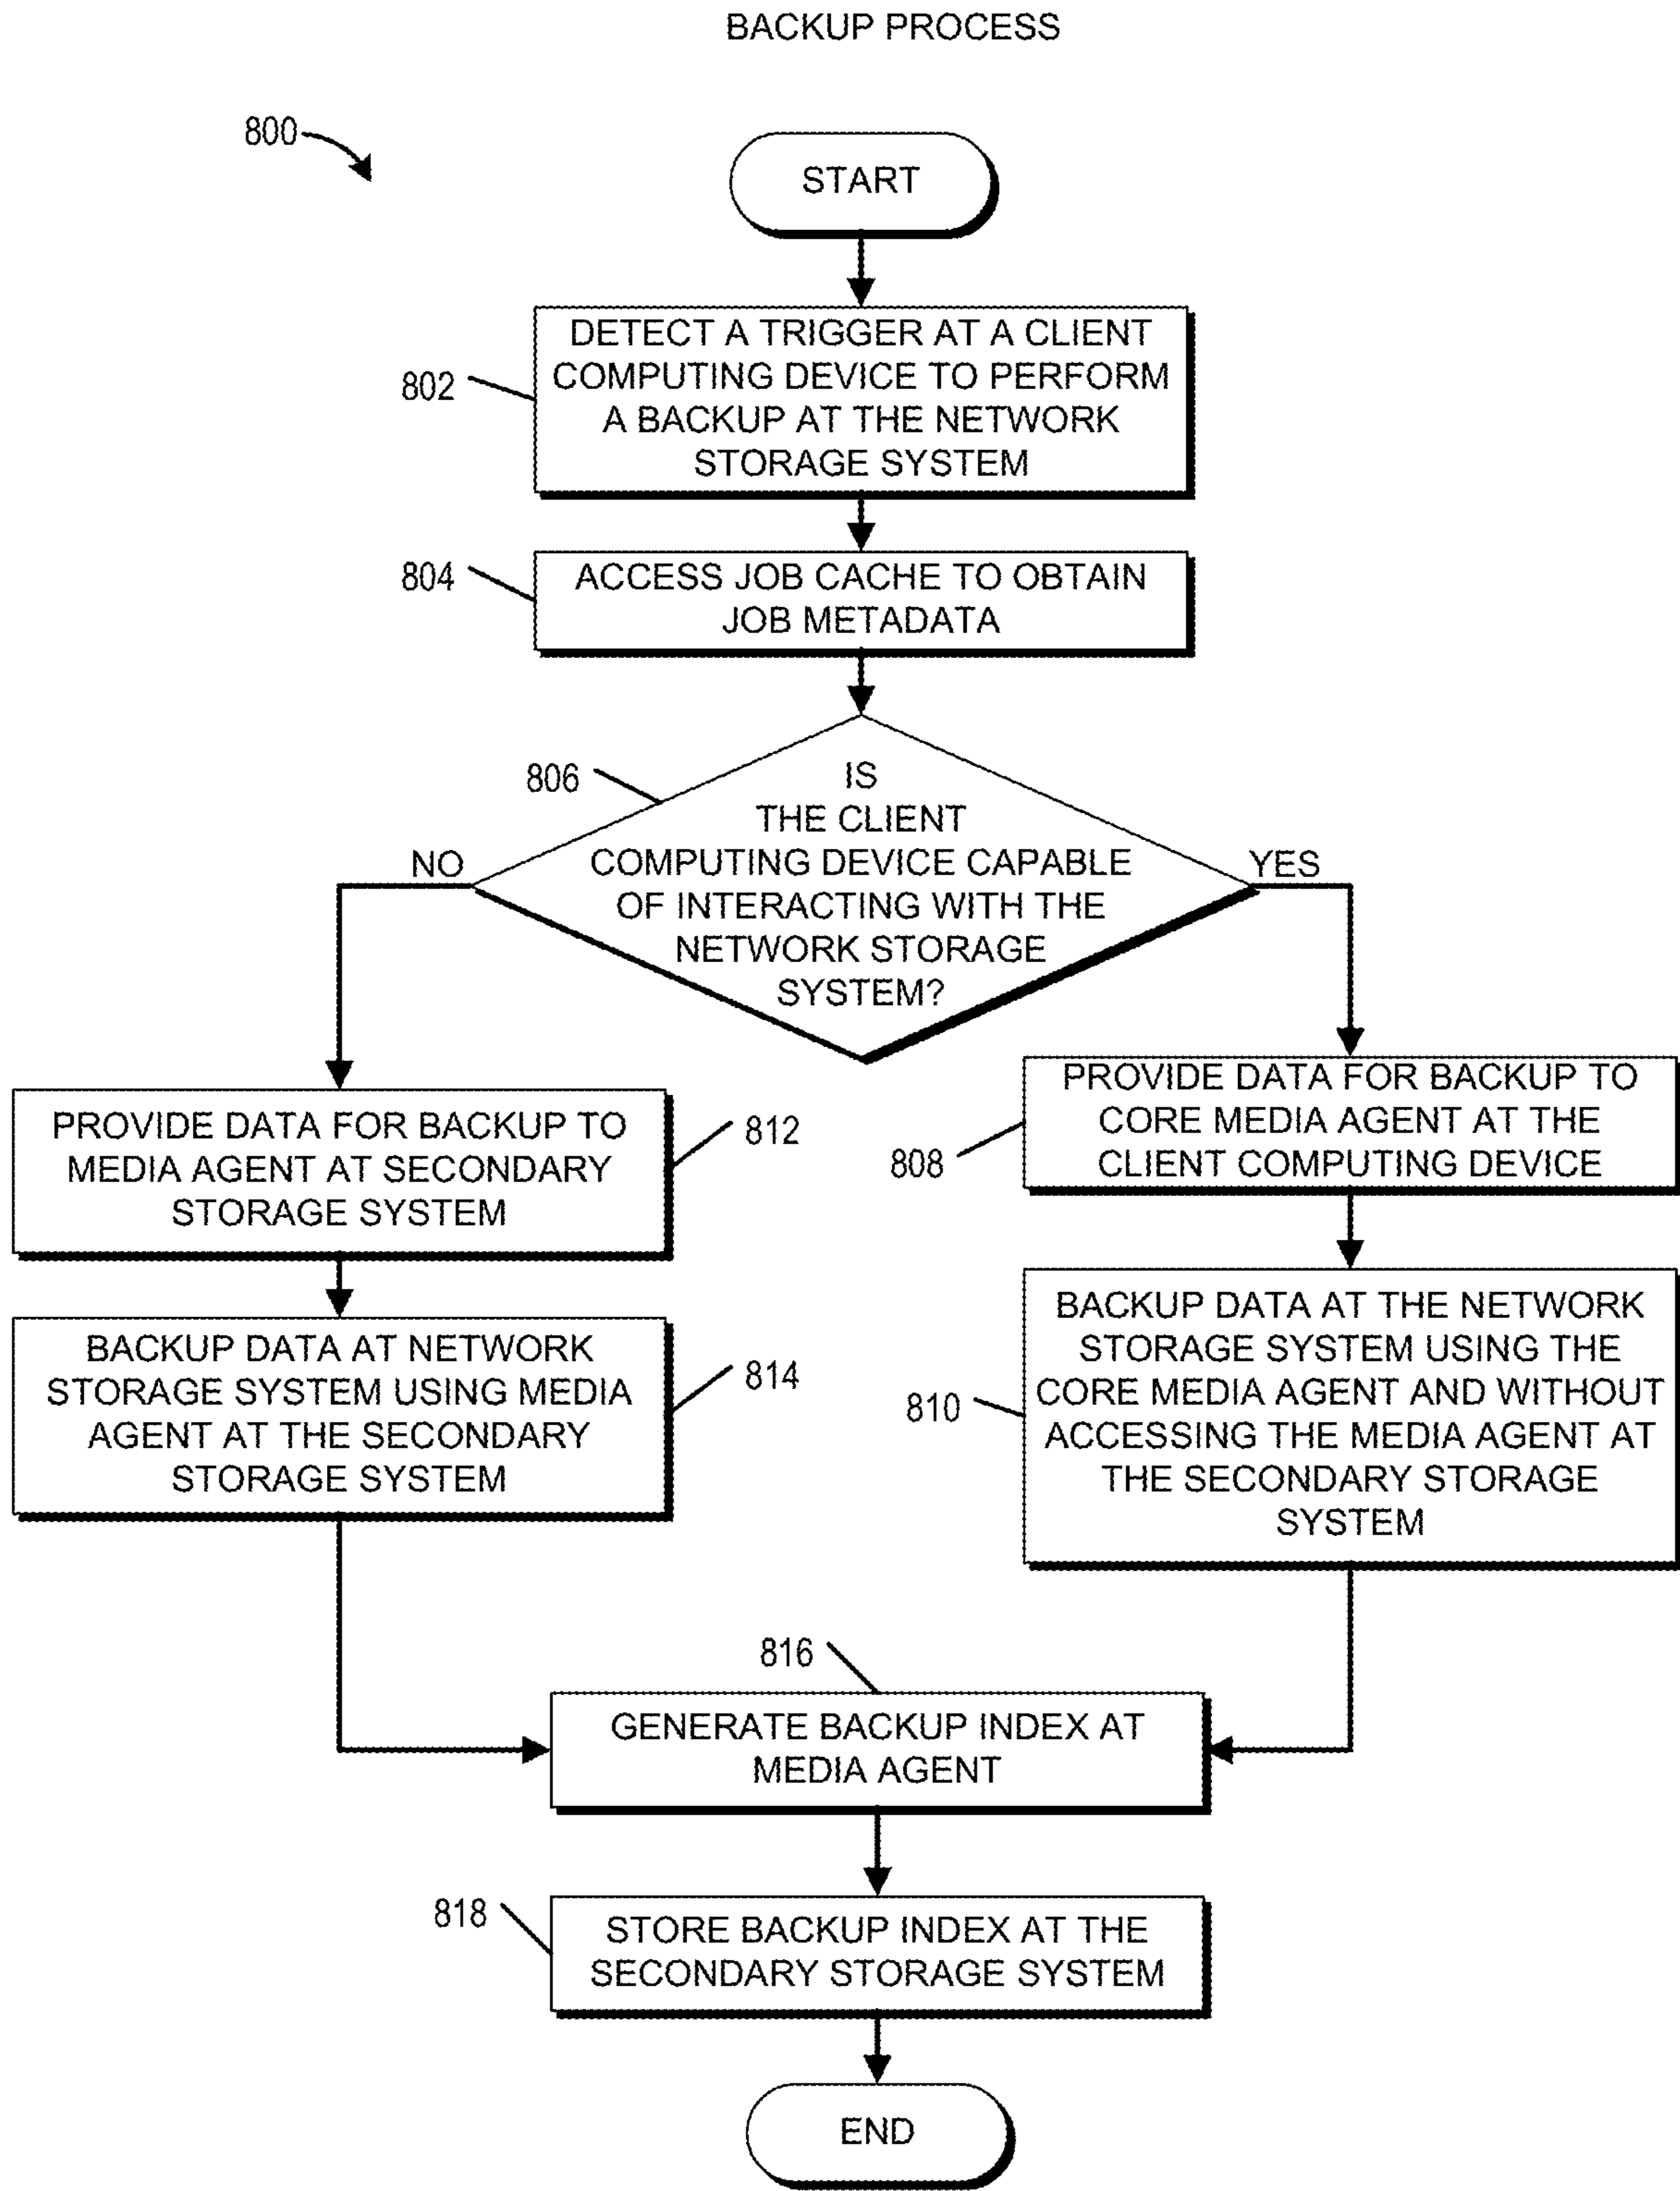 BACKUP PROCESS
800
START
802
DETECT A TRIGGER AT A CLIENT
COMPUTING DEVICE TO PERFORM
A BACKUP AT THE NETWORK
STORAGE SYSTEM
804
ACCESS JOB CACHE TO OBTAIN
JOB METADATA
806
IS
THE CLIENT
COMPUTING DEVICE CAPABLE
OF INTERACTING WITH THE
NETWORK STORAGE
SYSTEM?
NO
YES
PROVIDE DATA FOR BACKUP TO
MEDIA AGENT AT SECONDARY
STORAGE SYSTEM
812
808
PROVIDE DATA FOR BACKUP TO
CORE MEDIA AGENT AT THE
CLIENT COMPUTING DEVICE
BACKUP DATA AT NETWORK
STORAGE SYSTEM USING MEDIA
AGENT AT THE SECONDARY
STORAGE SYSTEM
814
810
BACKUP DATA AT THE NETWORK
STORAGE SYSTEM USING THE
CORE MEDIA AGENT AND WITHOUT
ACCESSING THE MEDIA AGENT AT
THE SECONDARY STORAGE
SYSTEM
816
GENERATE BACKUP INDEX AT
MEDIA AGENT
818
STORE BACKUP INDEX AT THE
SECONDARY STORAGE SYSTEM
END